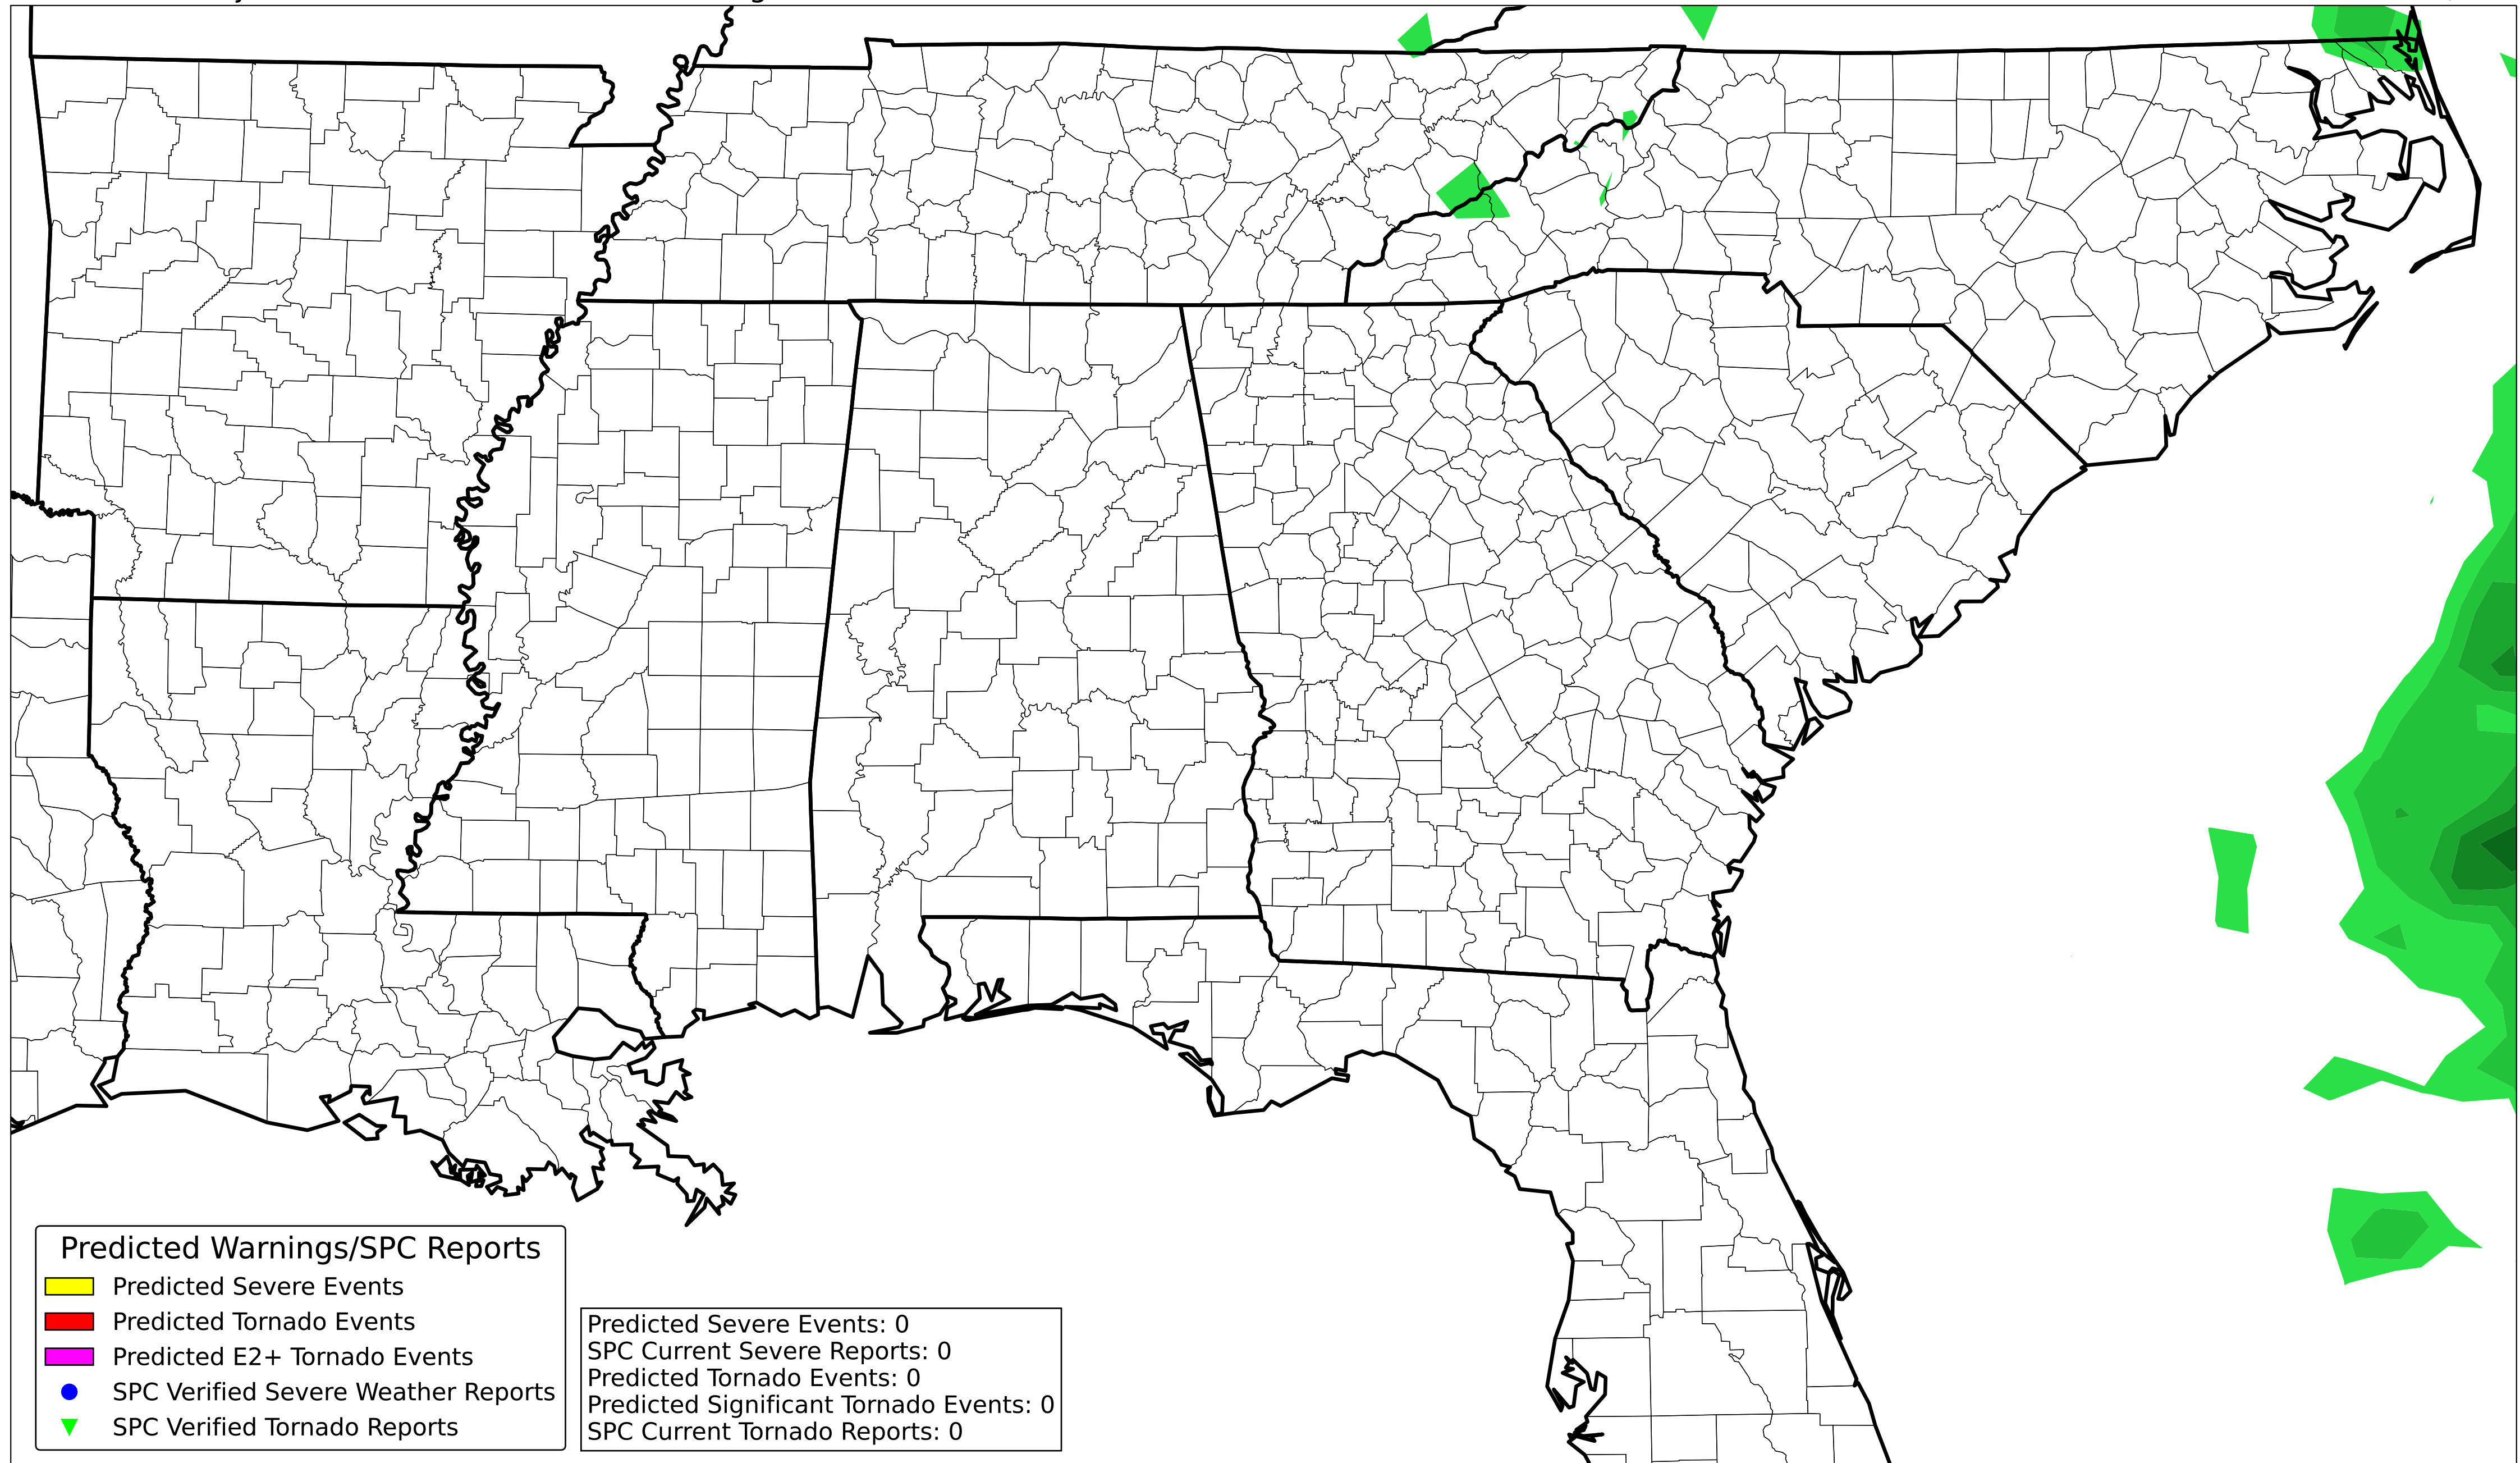 Predicted Warnings/SPC Reports
Predicted Severe Events
Predicted Tornado Events
Predicted E2+ Tornado Events
SPC Verified Severe Weather Reports
SPC Verified Tornado Reports
Predicted Severe Events: 0
SPC Current Severe Reports: 0
Predicted Tornado Events: 0
Predicted Significant Tornado Events: 0
SPC Current Tornado Reports: 0